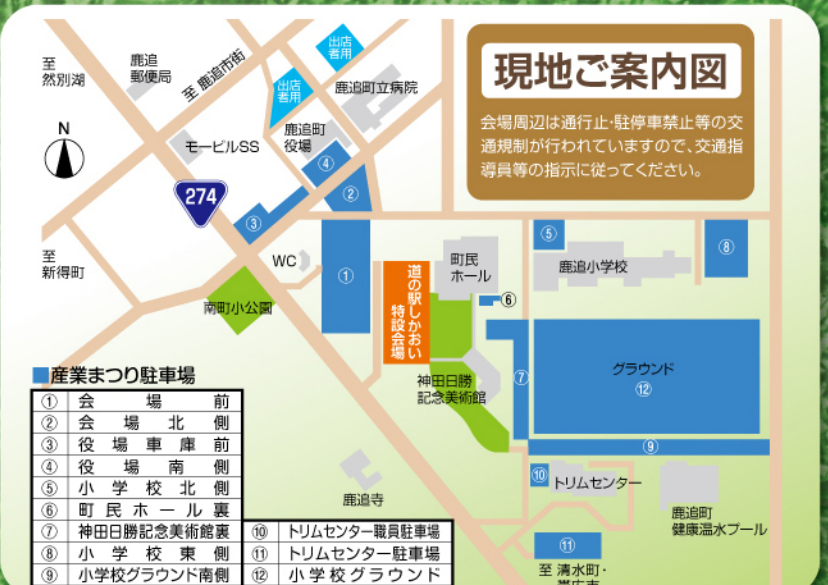 現地ご案内図
会場周辺は通行止・駐停車禁止等の交
通規制が行われていますので、交通指
導員等の指示に従ってください。
至
然別湖
鹿追
郵便局
至 鹿追市街
出店
者用
出店
者用
鹿追町立病院
N
モービルSS
鹿追町
役場
④
②
274
③
至
新得町
WC
①
南町小公園
道の駅しかおい
特設会場
町民
ホール
⑥
⑤
鹿追小学校
⑧
グラウンド
⑫
⑦
神田日勝
記念美術館
⑨
⑩
トリムセンター
鹿追町
健康温水プール
鹿追寺
⑪
至 清水町・
帯広市
■産業まつり駐車場
① 会場前
② 会場北側
③ 役場車庫前
④ 役場南側
⑤ 小学校北側
⑥ 町民ホール裏
⑦ 神田日勝記念美術館裏
⑧ 小学校東側
⑨ 小学校グラウンド南側
⑩ トリムセンター職員駐車場
⑪ トリムセンター駐車場
⑫ 小学校グラウンド